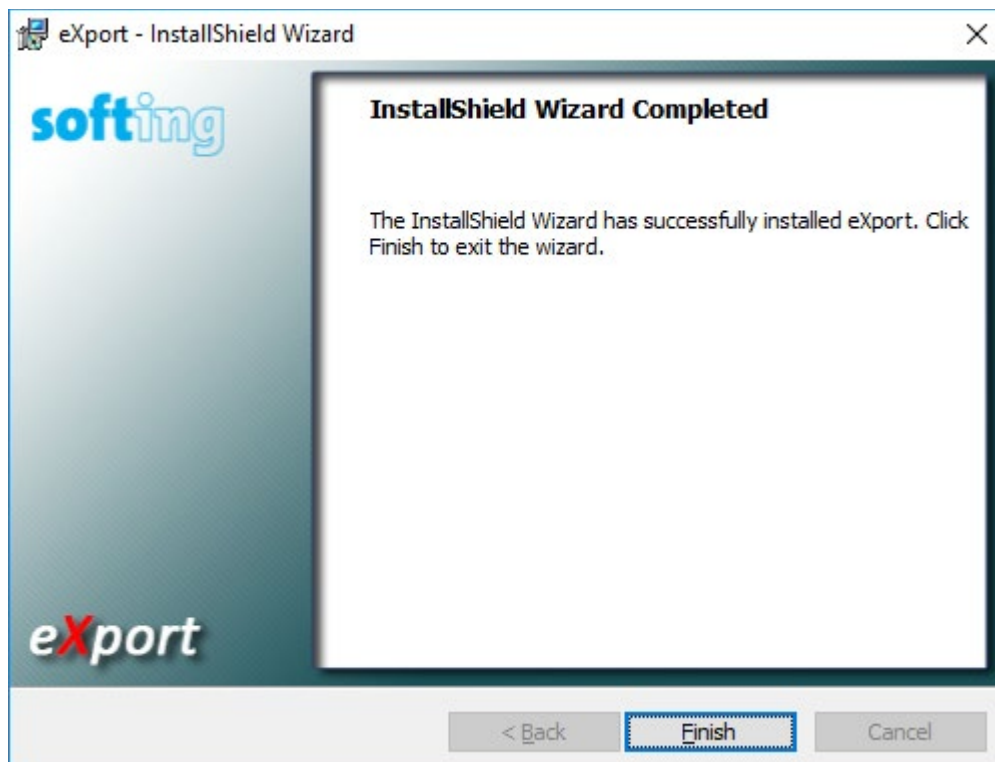 eXport - InstallShield Wizard
softing
InstallShield Wizard Completed
The InstallShield Wizard has successfully installed eXport. Click
Finish to exit the wizard.
eXport
< Back
Finish
Cancel